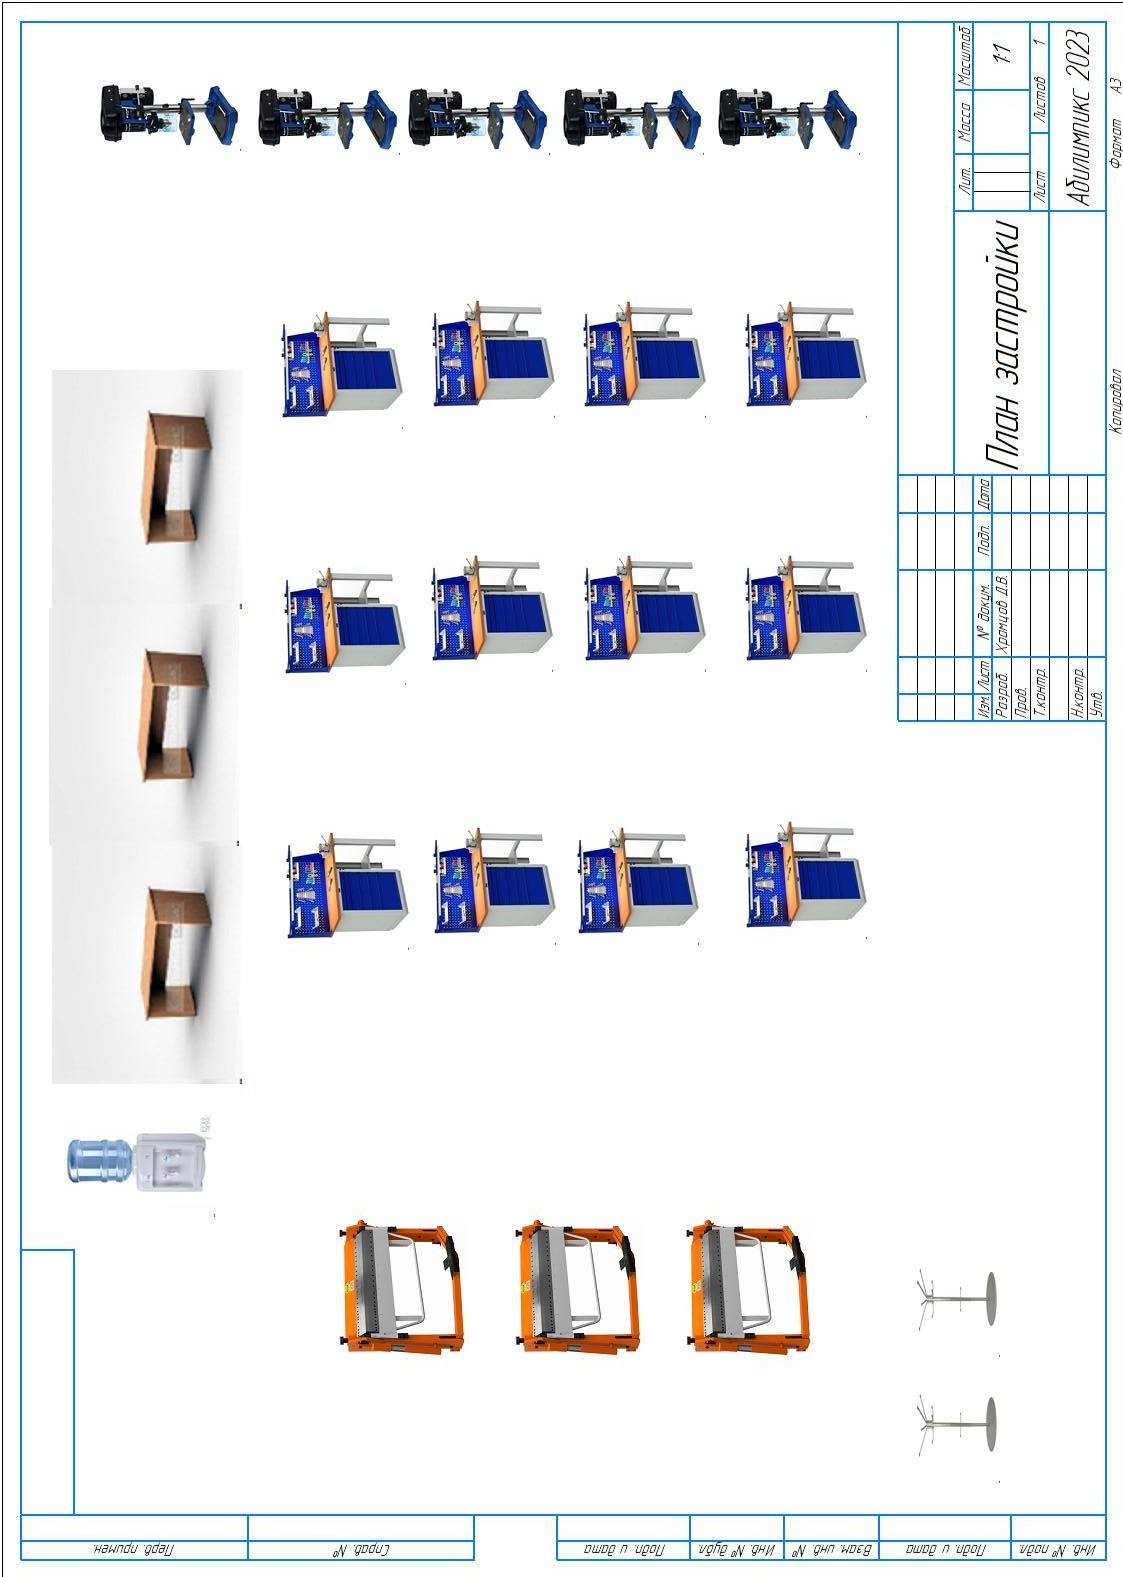 Перв. примен.
Справ. №
Подп. и дата
Инв. № дубл.
Взам. инв. №
Подп. и дата
Инв. № подл.
Изм. Лист № докум. Подп. Дата
Разраб. Хромцов Д.В.
Пров.
Т.контр.
Н.контр.
Утв.
План застройки
Лит. Масса Масштаб
1:1
Лист Листов 1
Абилимпикс 2023
Копировал Формат А3